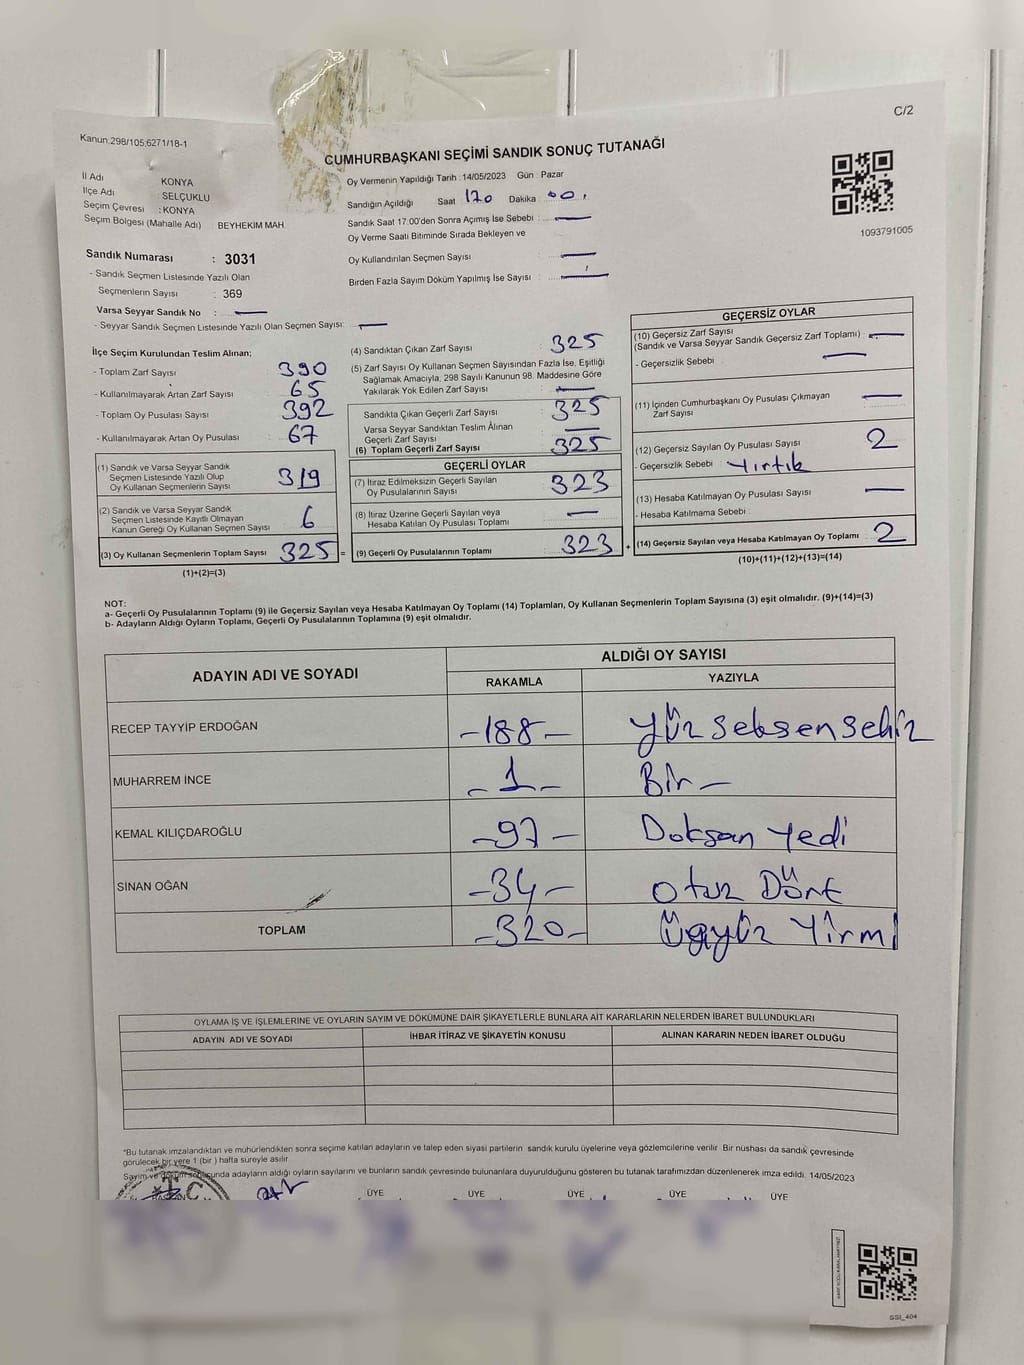 C/2
Kanun:298/105;6271/18-1
CUMHURBAŞKANI SEÇİMİ SANDIK SONUÇ TUTANAĞI
İl Adı KONYA
İlçe Adı : SELÇUKLU
Seçim Çevresi : KONYA
Seçim Bölgesi (Mahalle Adı) : BEYHEKİM MAH
Oy Vermenin Yapıldığı Tarih : 14/05/2023 Gün : Pazar
Sandığın Açıldığı Saat Dakika
Sandık Saat 17.00'den Sonra Açımış İse Sebebi : —
Oy Verme Saati Bitiminde Sırada Bekleyen ve
Oy Kullandırılan Seçmen Sayısı : —
Birden Fazla Sayım Döküm Yapılmış İse Sayısı : —
1093791005
Sandık Numarası : 3031
- Sandık Seçmen Listesinde Yazılı Olan
Seçmenlerin Sayısı : 369
Varsa Seyyar Sandık No : —
- Seyyar Sandık Seçmen Listesinde Yazılı Olan Seçmen Sayısı: —
İlçe Seçim Kurulundan Teslim Alınan;
- Toplam Zarf Sayısı 390
- Kullanılmayarak Artan Zarf Sayısı 65
- Toplam Oy Pusulası Sayısı 392
- Kullanılmayarak Artan Oy Pusulası 67
(1) Sandık ve Varsa Seyyar Sandık
Seçmen Listesinde Yazılı Olup
Oy Kullanan Seçmenlerin Sayısı 319
(2) Sandık ve Varsa Seyyar Sandık
Seçmen Listesinde Kayıtlı Olmayan
Kanun Gereği Oy Kullanan Seçmen Sayısı 6
(3) Oy Kullanan Seçmenlerin Toplam Sayısı 325 =
(1)+(2)=(3)
(4) Sandıktan Çıkan Zarf Sayısı 325
(5) Zarf Sayısı Oy Kullanan Seçmen Sayısından Fazla İse, Eşitliği
Sağlamak Amacıyla, 298 Sayılı Kanunun 98. Maddesine Göre
Yakılarak Yok Edilen Zarf Sayısı —
Sandıkta Çıkan Geçerli Zarf Sayısı 325
Varsa Seyyar Sandıktan Teslim Alınan
Geçerli Zarf Sayısı —
(6) Toplam Geçerli Zarf Sayısı 325
GEÇERLİ OYLAR
(7) İtiraz Edilmeksizin Geçerli Sayılan
Oy Pusulalarının Sayısı 323
(8) İtiraz Üzerine Geçerli Sayılan veya
Hesaba Katılan Oy Pusulası Toplamı —
(9) Geçerli Oy Pusulalarının Toplamı 323 +
GEÇERSİZ OYLAR
(10) Geçersiz Zarf Sayısı
(Sandık ve Varsa Seyyar Sandık Geçersiz Zarf Toplamı) : —
- Geçersizlik Sebebi : —
(11) İçinden Cumhurbaşkanı Oy Pusulası Çıkmayan
Zarf Sayısı —
(12) Geçersiz Sayılan Oy Pusulası Sayısı 2
- Geçersizlik Sebebi : Yırtık
(13) Hesaba Katılmayan Oy Pusulası Sayısı —
- Hesaba Katılmama Sebebi :
(14) Geçersiz Sayılan veya Hesaba Katılmayan Oy Toplamı 2
(10)+(11)+(12)+(13)=(14)
NOT:
a- Geçerli Oy Pusulalarının Toplamı (9) ile Geçersiz Sayılan veya Hesaba Katılmayan Oy Toplamı (14) Toplamları, Oy Kullanan Seçmenlerin Toplam Sayısına (3) eşit olmalıdır. (9)+(14)=(3)
b- Adayların Aldığı Oyların Toplamı, Geçerli Oy Pusulalarının Toplamına (9) eşit olmalıdır.
ADAYIN ADI VE SOYADI ALDIĞI OY SAYISI
RAKAMLA YAZIYLA
RECEP TAYYİP ERDOĞAN -188- Yüz seksen sekiz
MUHARREM İNCE -1- Bir-
KEMAL KILIÇDAROĞLU -97- Doksan Yedi
SİNAN OĞAN -34- Otuz Dört
TOPLAM -320- Üçyüz Yirmi
OYLAMA İŞ VE İŞLEMLERİNE VE OYLARIN SAYIM VE DÖKÜMÜNE DAİR ŞİKAYETLERLE BUNLARA AİT KARARLARIN NELERDEN İBARET BULUNDUKLARI
ADAYIN ADI VE SOYADI İHBAR İTİRAZ VE ŞİKAYETİN KONUSU ALINAN KARARIN NEDEN İBARET OLDUĞU
"Bu tutanak imzalandıktan ve mühürlendikten sonra seçime katılan adayların ve talep eden siyasi partilerin sandık kurulu üyelerine veya gözlemcilerine verilir. Bir nüshası da sandık çevresinde
görülecek bir yere 1 (bir ) hafta süreyle asılır.
Sayım ve adayların aldığı oyların sayılarını ve bunların sandık çevresinde bulunanlara duyurulduğunu gösteren bu tutanak tarafımızdan düzenlenerek imza edildi. 14/05/2023
T.C.
ÜYE ÜYE ÜYE ÜYE ÜYE
SSI_404